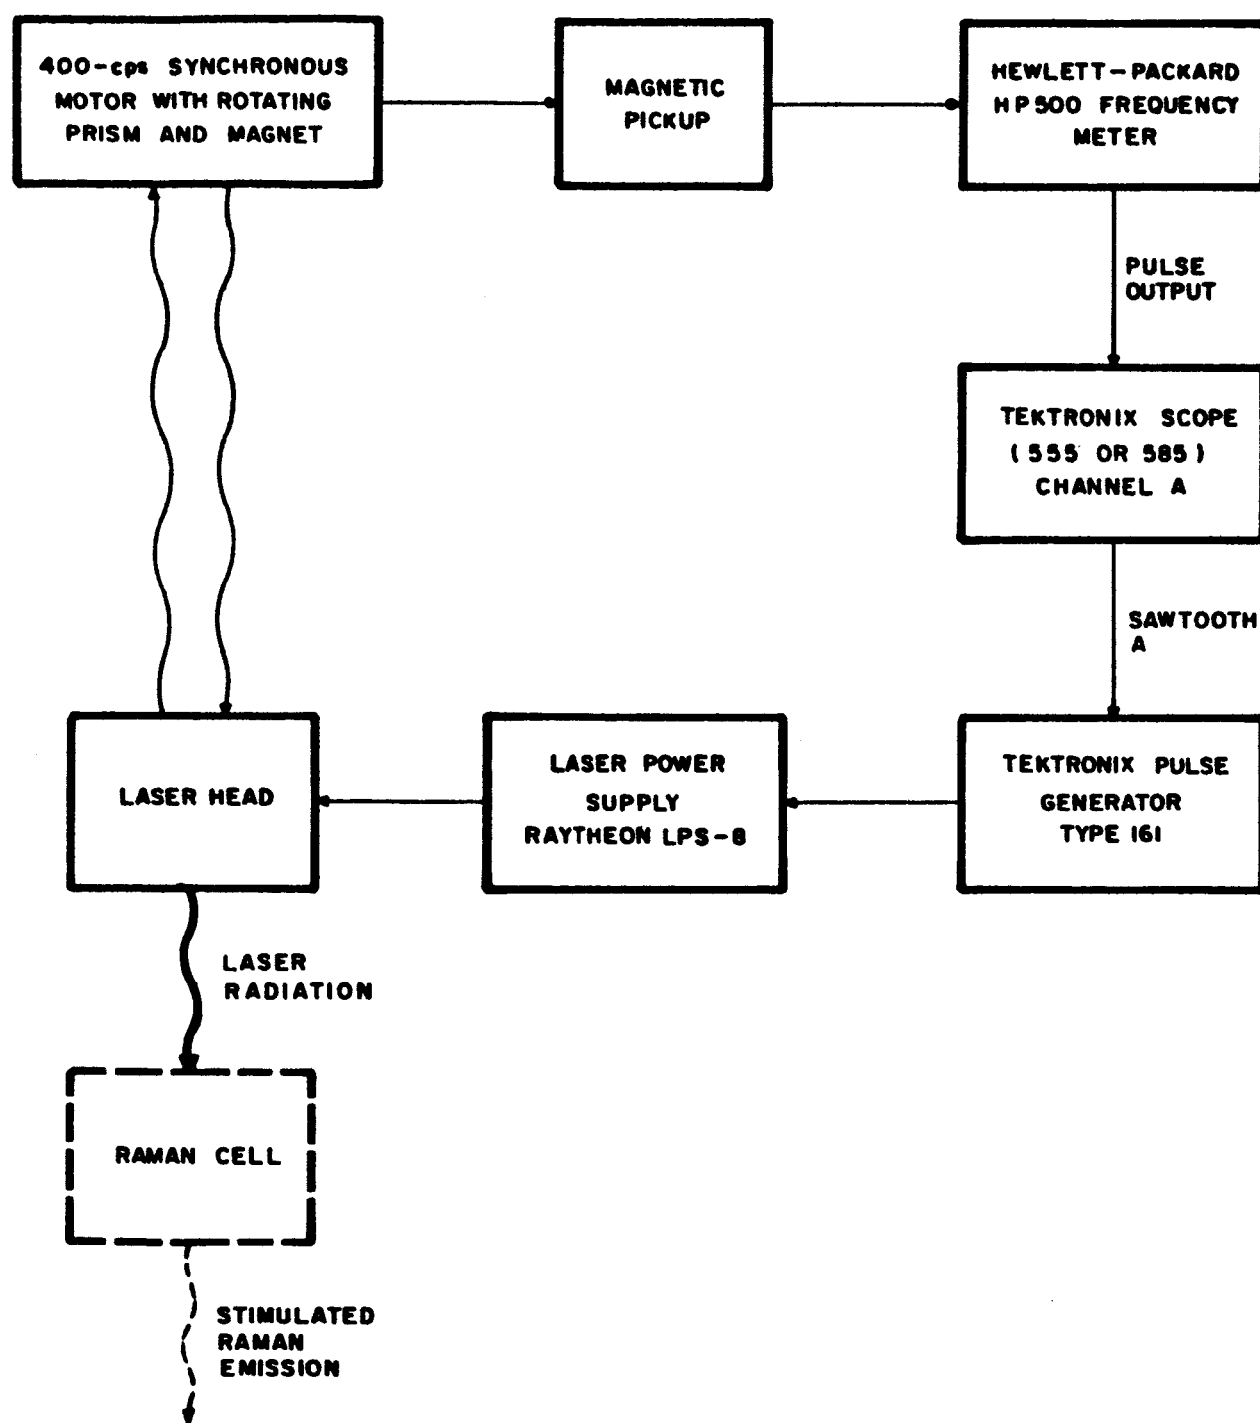 400-cps SYNCHRONOUS
MOTOR WITH ROTATING
PRISM AND MAGNET
MAGNETIC
PICKUP
HEWLETT-PACKARD
HP500 FREQUENCY
METER
PULSE
OUTPUT
TEKTRONIX SCOPE
(555 OR 585)
CHANNEL A
SAWTOOTH
A
TEKTRONIX PULSE
GENERATOR
TYPE 161
LASER POWER
SUPPLY
RAYTHEON LPS-8
LASER HEAD
LASER
RADIATION
RAMAN CELL
STIMULATED
RAMAN
EMISSION